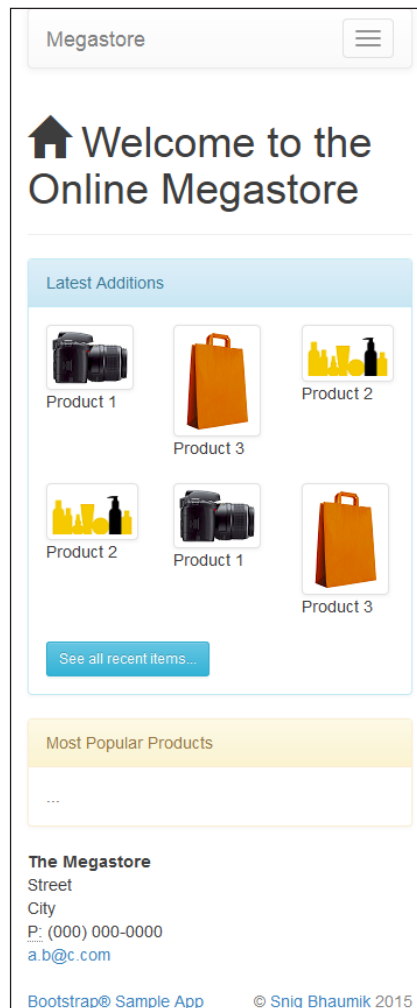 Megastore
Welcome to the
Online Megastore
Latest Additions
Product 1
Product 3
Product 2
Product 2
Product 1
Product 3
See all recent items...
Most Popular Products
...
The Megastore
Street
City
P: (000) 000-0000
a.b@c.com
Bootstrap® Sample App © Snig Bhaumik 2015